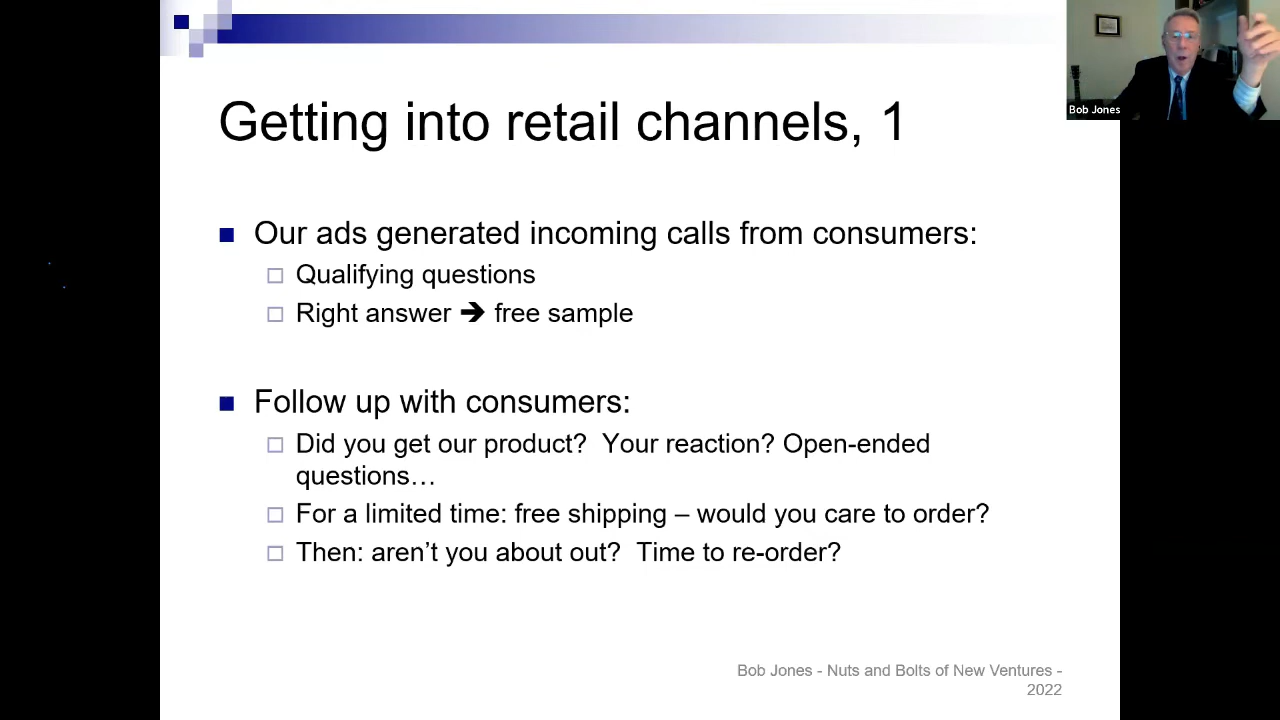 Getting into retail channels, 1
Bob Jones
Our ads generated incoming calls from consumers:
Qualifying questions
Right answer ➔ free sample
Follow up with consumers:
Did you get our product?  Your reaction? Open-ended
questions…
For a limited time: free shipping – would you care to order?
Then: aren’t you about out?  Time to re-order?
Bob Jones - Nuts and Bolts of New Ventures -
2022